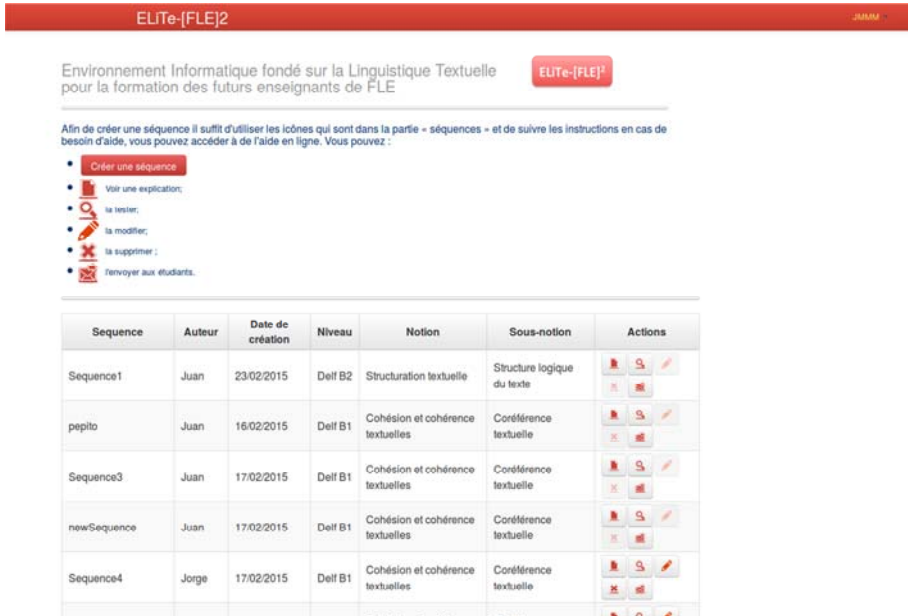 ELiTe-[FLE]2
JMMM
Environnement Informatique fondé sur la Linguistique Textuelle
pour la formation des futurs enseignants de FLE
ELiTe-[FLE]²
Afin de créer une séquence il suffit d'utiliser les icônes qui sont dans la partie « séquences » et de suivre les instructions en cas de
besoin d'aide, vous pouvez accéder à de l'aide en ligne. Vous pouvez :
Créer une séquence
Voir une explication;
la tester;
la modifier;
la supprimer ;
l'envoyer aux étudiants.
Sequence Auteur Date de création Niveau Notion Sous-notion Actions
Sequence1 Juan 23/02/2015 Delf B2 Structuration textuelle Structure logique du texte
pepito Juan 16/02/2015 Delf B1 Cohésion et cohérence textuelles Coréférence textuelle
Sequence3 Juan 17/02/2015 Delf B1 Cohésion et cohérence textuelles Coréférence textuelle
newSequence Juan 17/02/2015 Delf B1 Cohésion et cohérence textuelles Coréférence textuelle
Sequence4 Jorge 17/02/2015 Delf B1 Cohésion et cohérence textuelles Coréférence textuelle